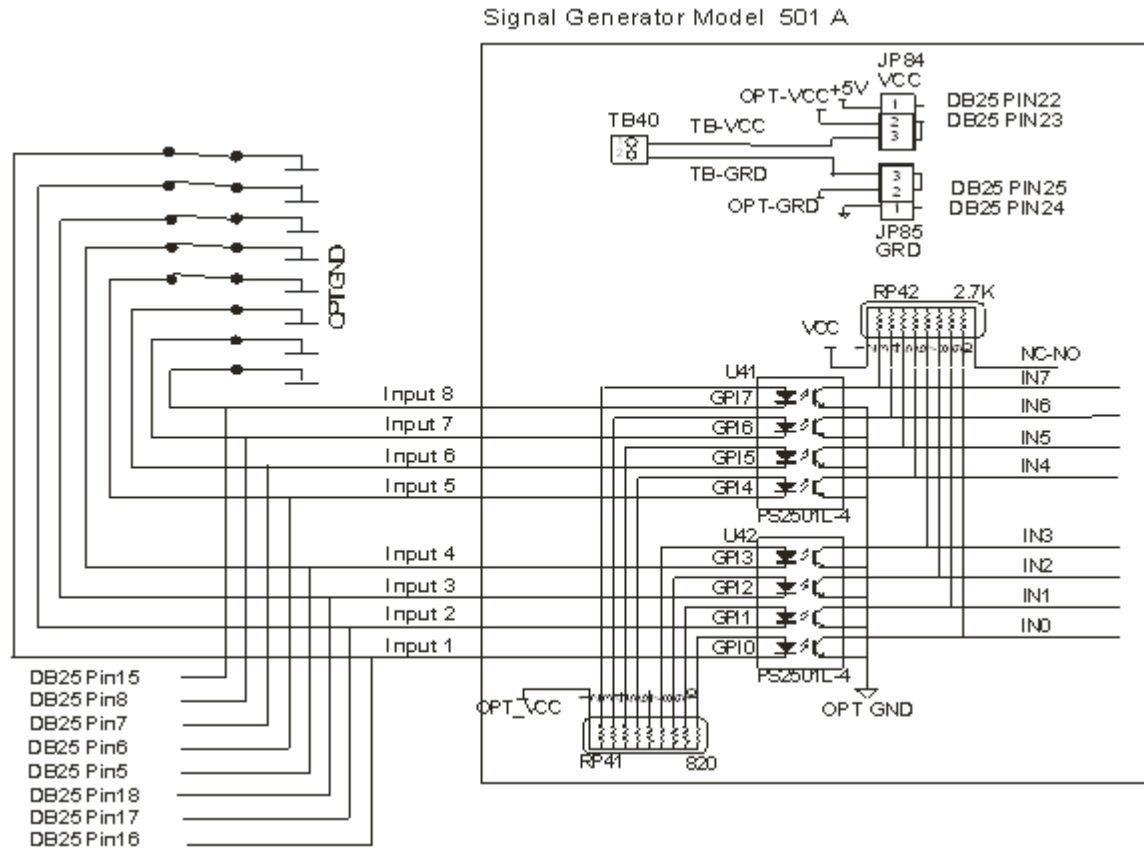 Signal Generator Model 501 A
JP84
VCC
+5V
OPT-VCC
1
2
3
DB25 PIN22
DB25 PIN23
TB40
1
2
TB-VCC
TB-GRD
3
2
1
OPT-GRD
DB25 PIN25
DB25 PIN24
JP85
GRD
OPTGND
RP42 2.7K
VCC
NC-NO
U41
Input 8 GPI7 IN7
Input 7 GPI6 IN6
Input 6 GPI5 IN5
Input 5 GPI4 IN4
PS2501L-4
U42
Input 4 GPI3 IN3
Input 3 GPI2 IN2
Input 2 GPI1 IN1
Input 1 GPI0 IN0
PS2501L-4
OPT GND
OPT_VCC
RP41 820
DB25 Pin15
DB25 Pin8
DB25 Pin7
DB25 Pin6
DB25 Pin5
DB25 Pin18
DB25 Pin17
DB25 Pin16